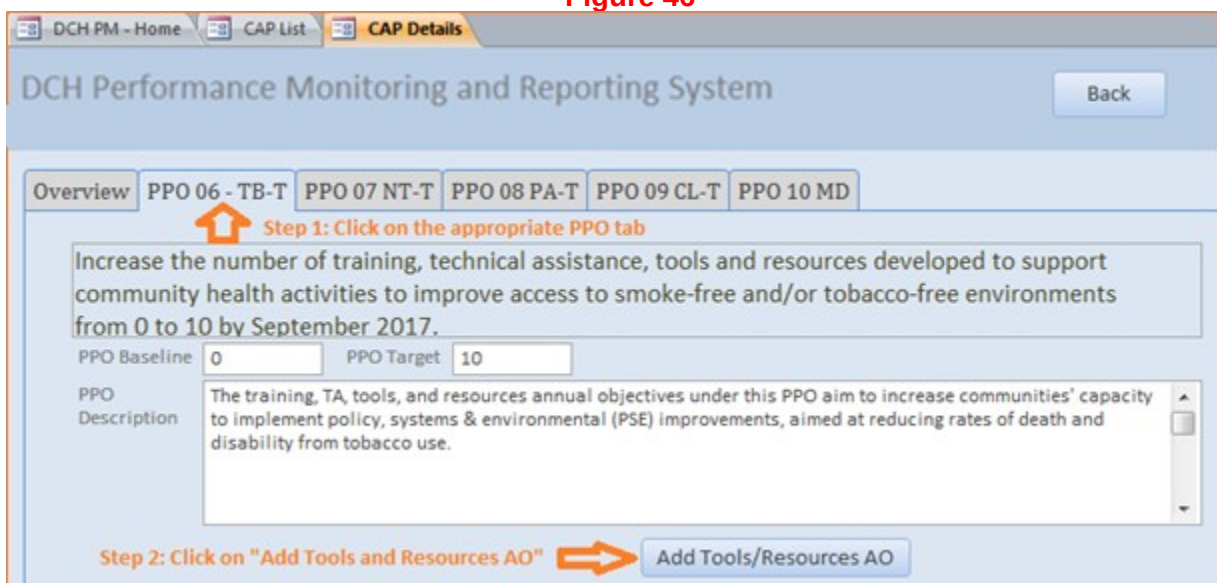 Figure 46
DCH PM - Home CAP List CAP Details
DCH Performance Monitoring and Reporting System Back
Overview PPO 06 - TB-T PPO 07 NT-T PPO 08 PA-T PPO 09 CL-T PPO 10 MD
Step 1: Click on the appropriate PPO tab
Increase the number of training, technical assistance, tools and resources developed to support
community health activities to improve access to smoke-free and/or tobacco-free environments
from 0 to 10 by September 2017.
PPO Baseline 0 PPO Target 10
PPO Description
The training, TA, tools, and resources annual objectives under this PPO aim to increase communities' capacity
to implement policy, systems & environmental (PSE) improvements, aimed at reducing rates of death and
disability from tobacco use.
Step 2: Click on "Add Tools and Resources AO" Add Tools/Resources AO